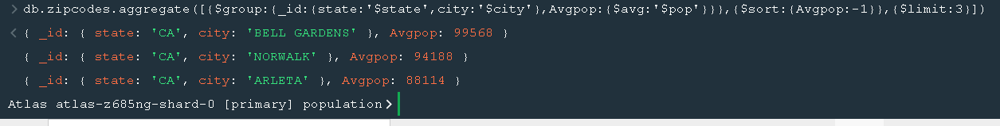 > db.zipcodes.aggregate([{$group:{_id:{state:'$state',city:'$city'},Avgpop:{$avg:'$pop'}}},{$sort:{Avgpop:-1}},{$limit:3}])
< { _id: { state: 'CA', city: 'BELL GARDENS' }, Avgpop: 99568 }
{ _id: { state: 'CA', city: 'NORWALK' }, Avgpop: 94188 }
{ _id: { state: 'CA', city: 'ARLETA' }, Avgpop: 88114 }
Atlas atlas-z685ng-shard-0 [primary] population>